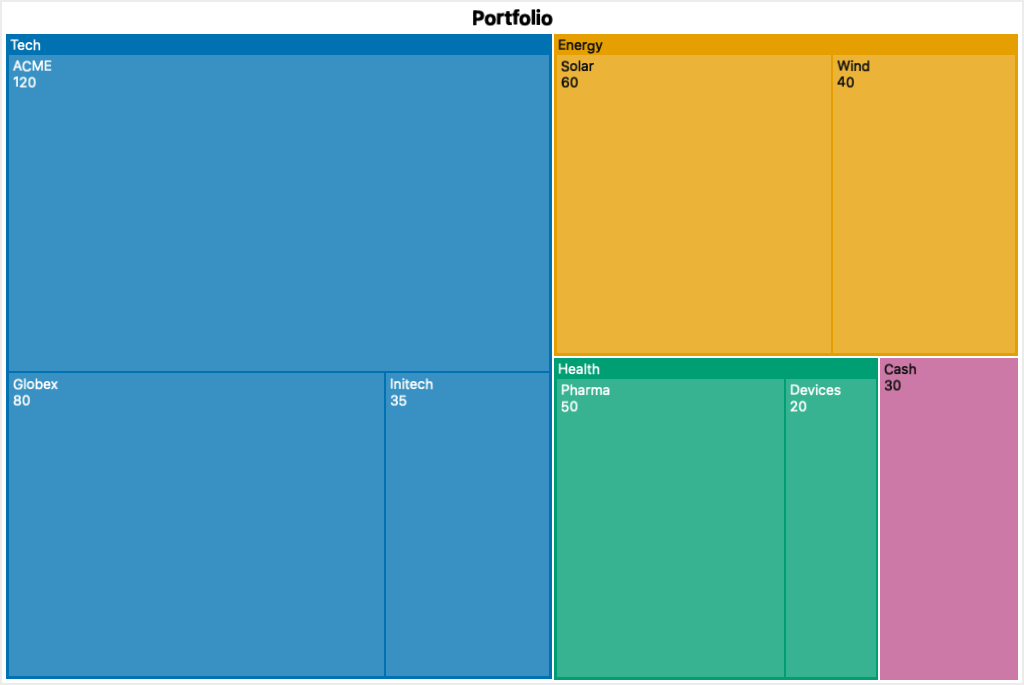 Portfolio
Tech
ACME
120
Globex
80
Initech
35
Energy
Solar
60
Wind
40
Health
Pharma
50
Devices
20
Cash
30